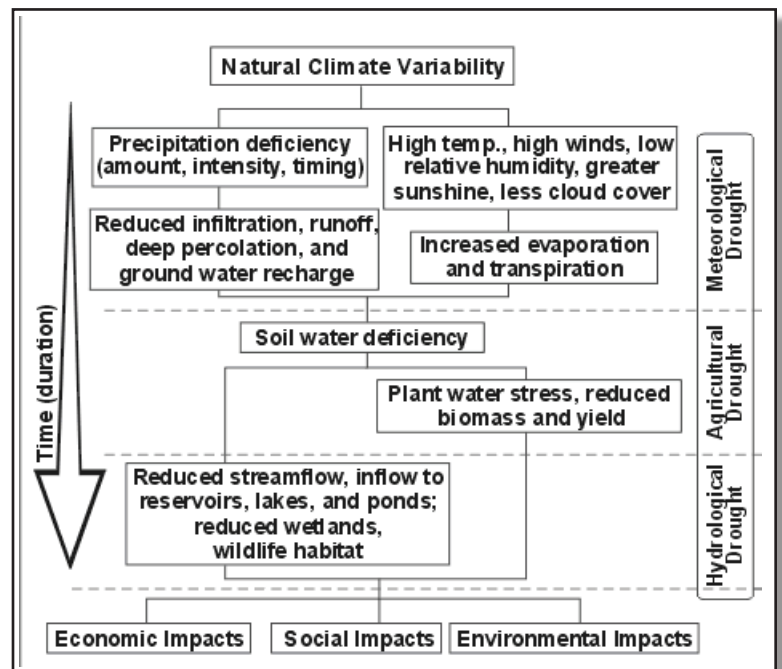 Natural Climate Variability
Precipitation deficiency
(amount, intensity, timing)
High temp., high winds, low
relative humidity, greater
sunshine, less cloud cover
Reduced infiltration, runoff,
deep percolation, and
ground water recharge
Increased evaporation
and transpiration
Meteorological
Drought
Soil water deficiency
Plant water stress, reduced
biomass and yield
Agricultural
Drought
Time (duration)
Reduced streamflow, inflow to
reservoirs, lakes, and ponds;
reduced wetlands,
wildlife habitat
Hydrological
Drought
Economic Impacts
Social Impacts
Environmental Impacts